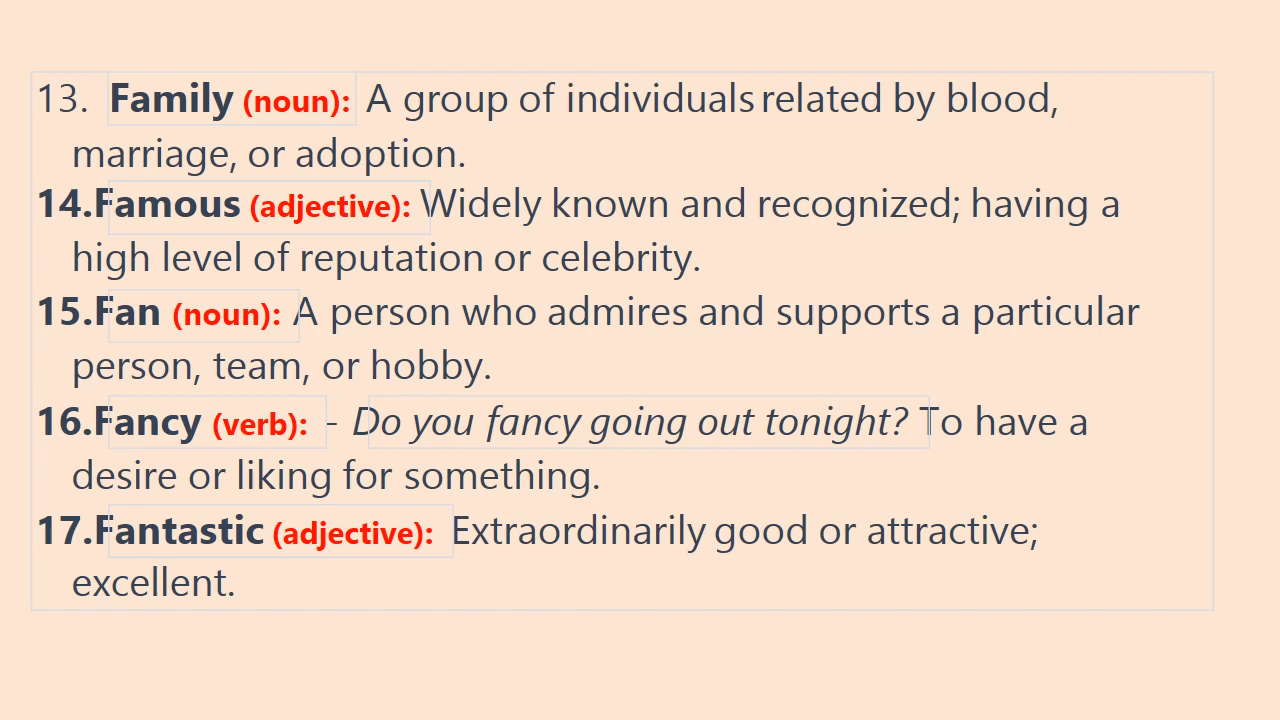 13. Family (noun): A group of individuals related by blood,
marriage, or adoption.
14.Famous (adjective): Widely known and recognized; having a
high level of reputation or celebrity.
15.Fan (noun): A person who admires and supports a particular
person, team, or hobby.
16.Fancy (verb): - Do you fancy going out tonight? To have a
desire or liking for something.
17.Fantastic (adjective): Extraordinarily good or attractive;
excellent.